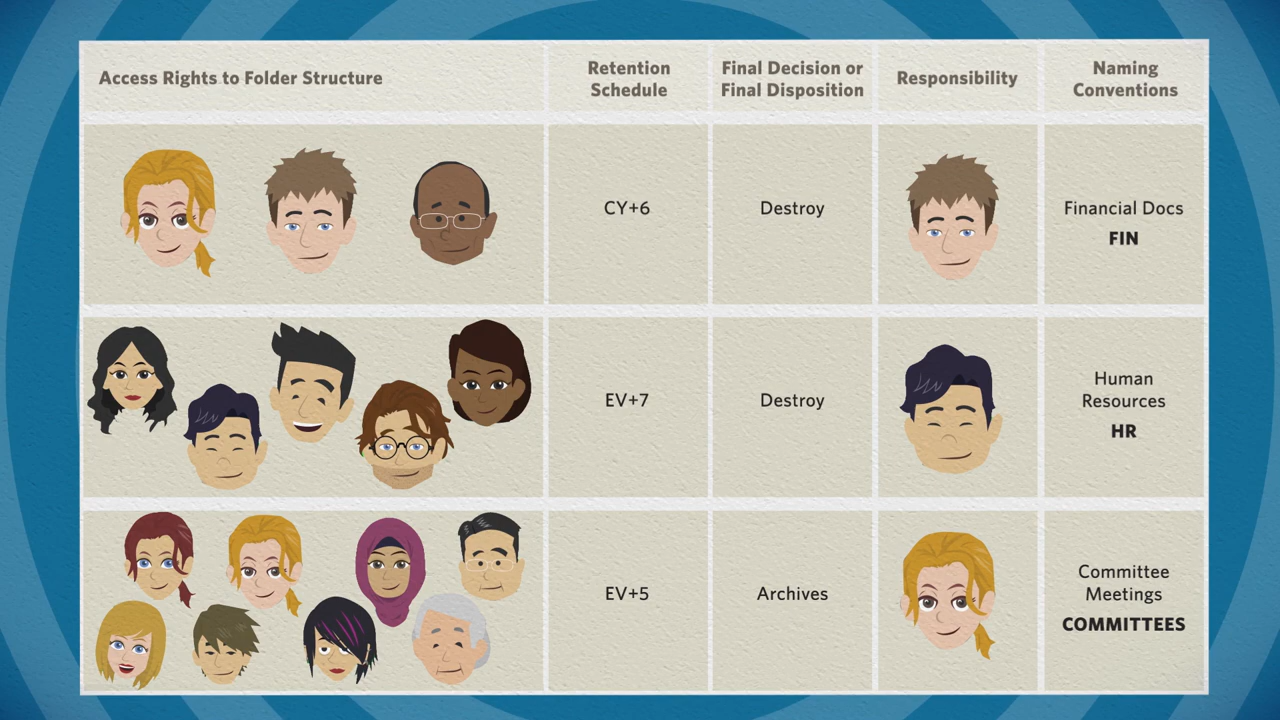 Access Rights to Folder Structure
Retention
Schedule
Final Decision or
Final Disposition
Responsibility
Naming
Conventions
CY+6
Destroy
Financial Docs
FIN
EV+7
Destroy
Human
Resources
HR
EV+5
Archives
Committee
Meetings
COMMITTEES